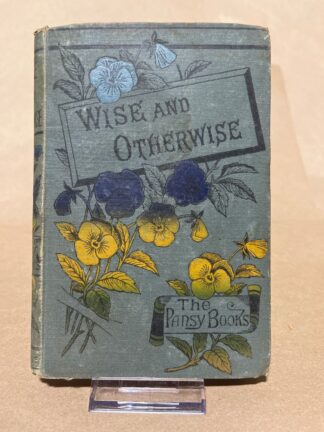 WISE AND
OTHERWISE
The
PANSY BOOKS